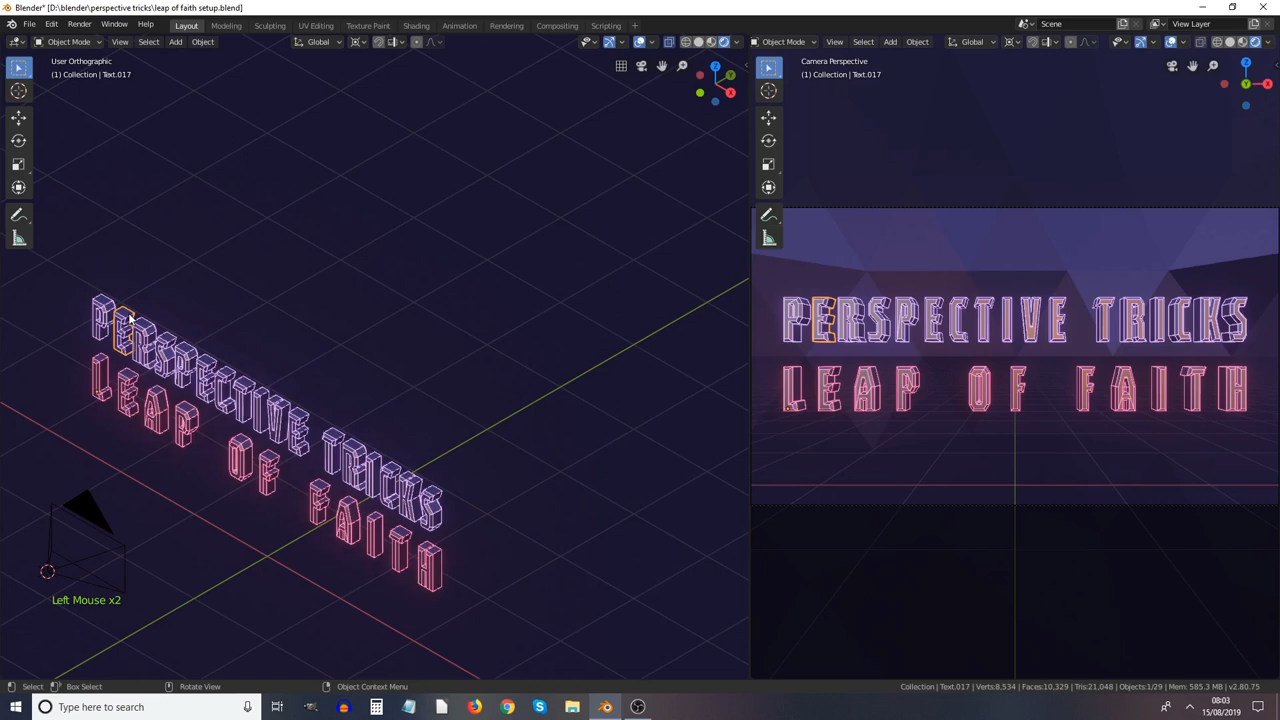 Blender* [D:\blender\perspective tricks\leap of faith setup.blend]
File Edit Render Window Help Layout Modeling Sculpting UV Editing Texture Paint Shading Animation Rendering Compositing Scripting + Scene View Layer
Object Mode View Select Add Object Global Object Mode View Select Add Object Global
User Orthographic
(1) Collection | Text.017
Camera Perspective
(1) Collection | Text.017
Z
Y
X
Z
Y
X
PERSPECTIVE TRICKS
LEAP OF FAITH
PERSPECTIVE TRICKS
LEAP OF FAITH
Left Mouse x2
Select Box Select Rotate View Object Context Menu Collection | Text.017 | Verts:8,534 | Faces:10,329 | Tris:21,048 | Objects:1/29 | Mem: 585.3 MB | v2.80.75
Type here to search
08:03
15/08/2019